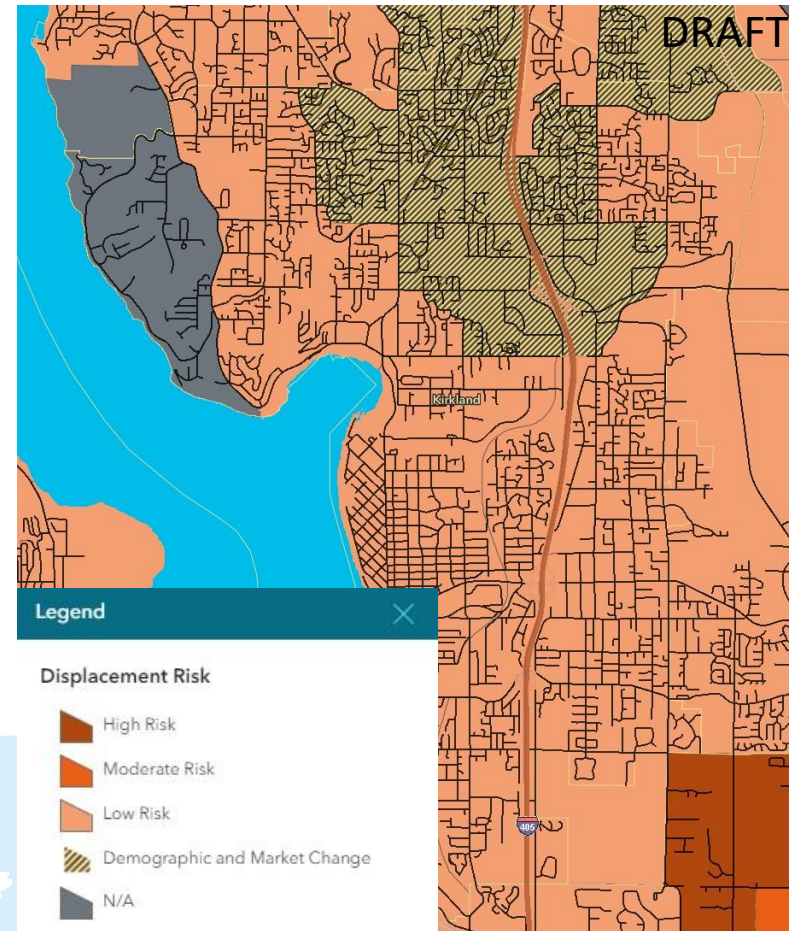 DRAFT
Kirkland
405
Legend
Displacement Risk
High Risk
Moderate Risk
Low Risk
Demographic and Market Change
N/A